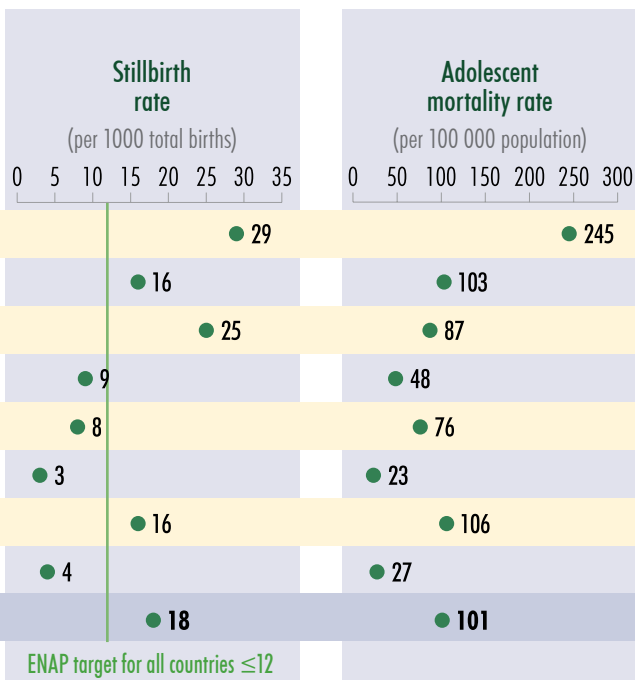 Stillbirth
rate
(per 1000 total births)
0 5 10 15 20 25 30 35
Adolescent
mortality rate
(per 100 000 population)
0 50 100 150 200 250 300
29 245
16 103
25 87
9 48
8 76
3 23
16 106
4 27
18 101
ENAP target for all countries ≤12